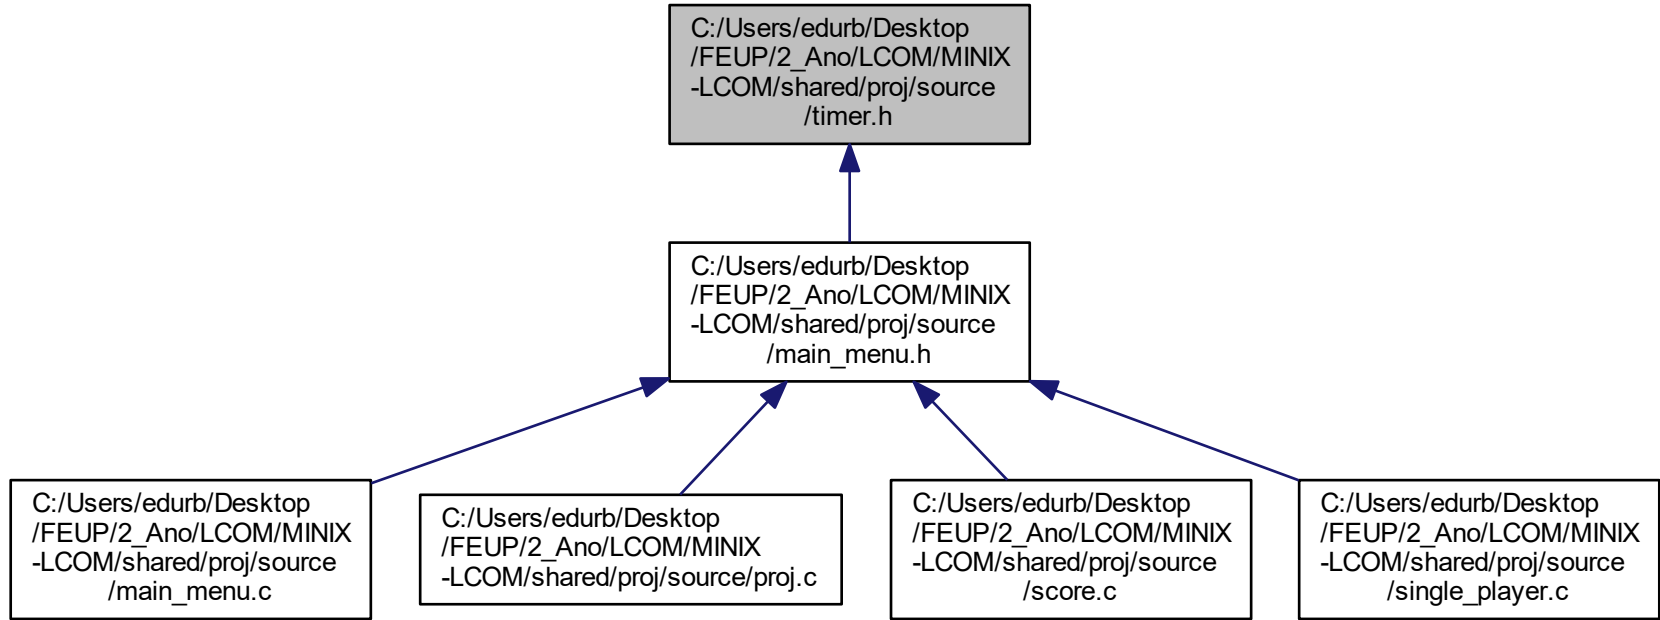 C:/Users/edurb/Desktop
/FEUP/2_Ano/LCOM/MINIX
-LCOM/shared/proj/source
/timer.h
C:/Users/edurb/Desktop
/FEUP/2_Ano/LCOM/MINIX
-LCOM/shared/proj/source
/main_menu.h
C:/Users/edurb/Desktop
/FEUP/2_Ano/LCOM/MINIX
-LCOM/shared/proj/source
/main_menu.c
C:/Users/edurb/Desktop
/FEUP/2_Ano/LCOM/MINIX
-LCOM/shared/proj/source/proj.c
C:/Users/edurb/Desktop
/FEUP/2_Ano/LCOM/MINIX
-LCOM/shared/proj/source
/score.c
C:/Users/edurb/Desktop
/FEUP/2_Ano/LCOM/MINIX
-LCOM/shared/proj/source
/single_player.c